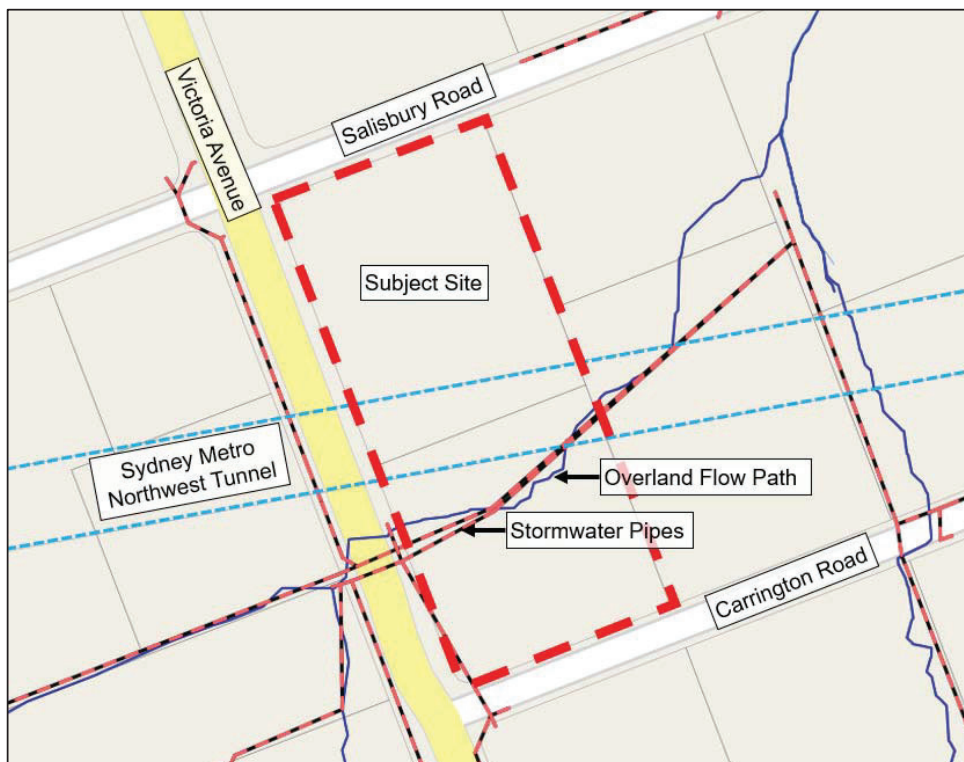 Victoria Avenue
Salisbury Road
Subject Site
Sydney Metro
Northwest Tunnel
Overland Flow Path
Stormwater Pipes
Carrington Road